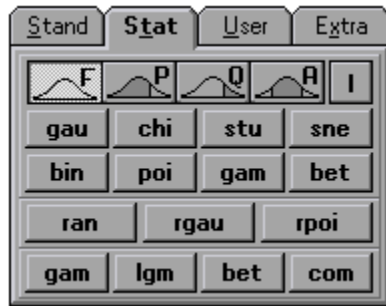 Stand Stat User Extra
F P Q A I
gau chi stu sne
bin poi gam bet
ran rgau rpoi
gam lgm bet com